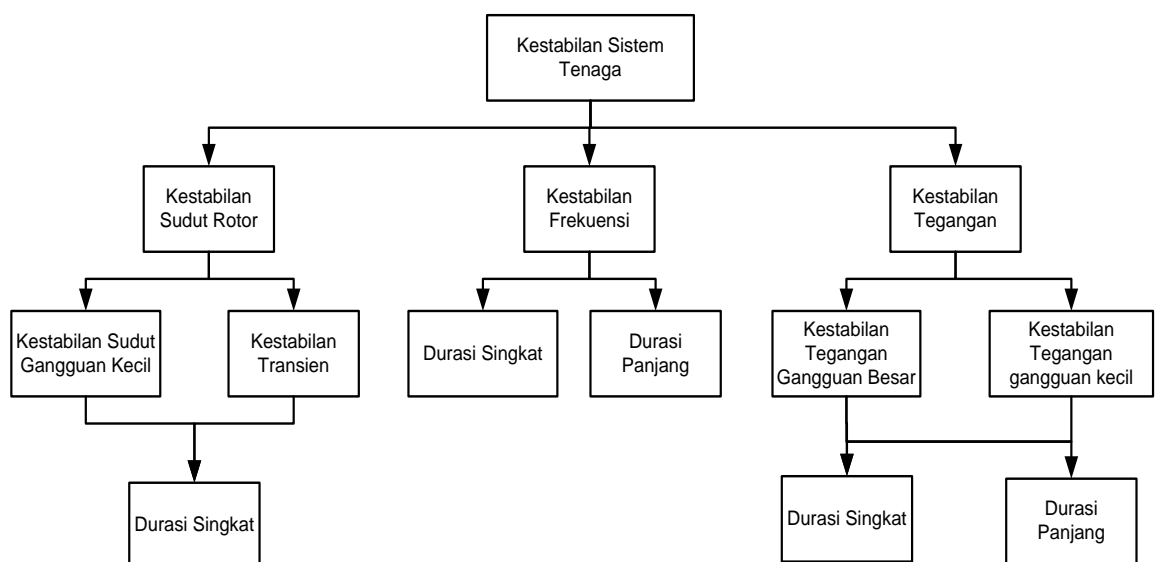 Kestabilan Sistem
Tenaga
Kestabilan
Sudut Rotor
Kestabilan
Frekuensi
Kestabilan
Tegangan
Kestabilan Sudut
Gangguan Kecil
Kestabilan
Transien
Durasi Singkat
Durasi
Panjang
Kestabilan
Tegangan
Gangguan Besar
Kestabilan
Tegangan
gangguan kecil
Durasi Singkat
Durasi Singkat
Durasi
Panjang